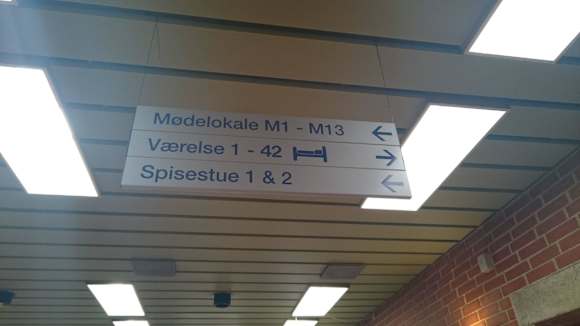 Mødelokale M1 - M13
Værelse 1 - 42
Spisestue 1 & 2